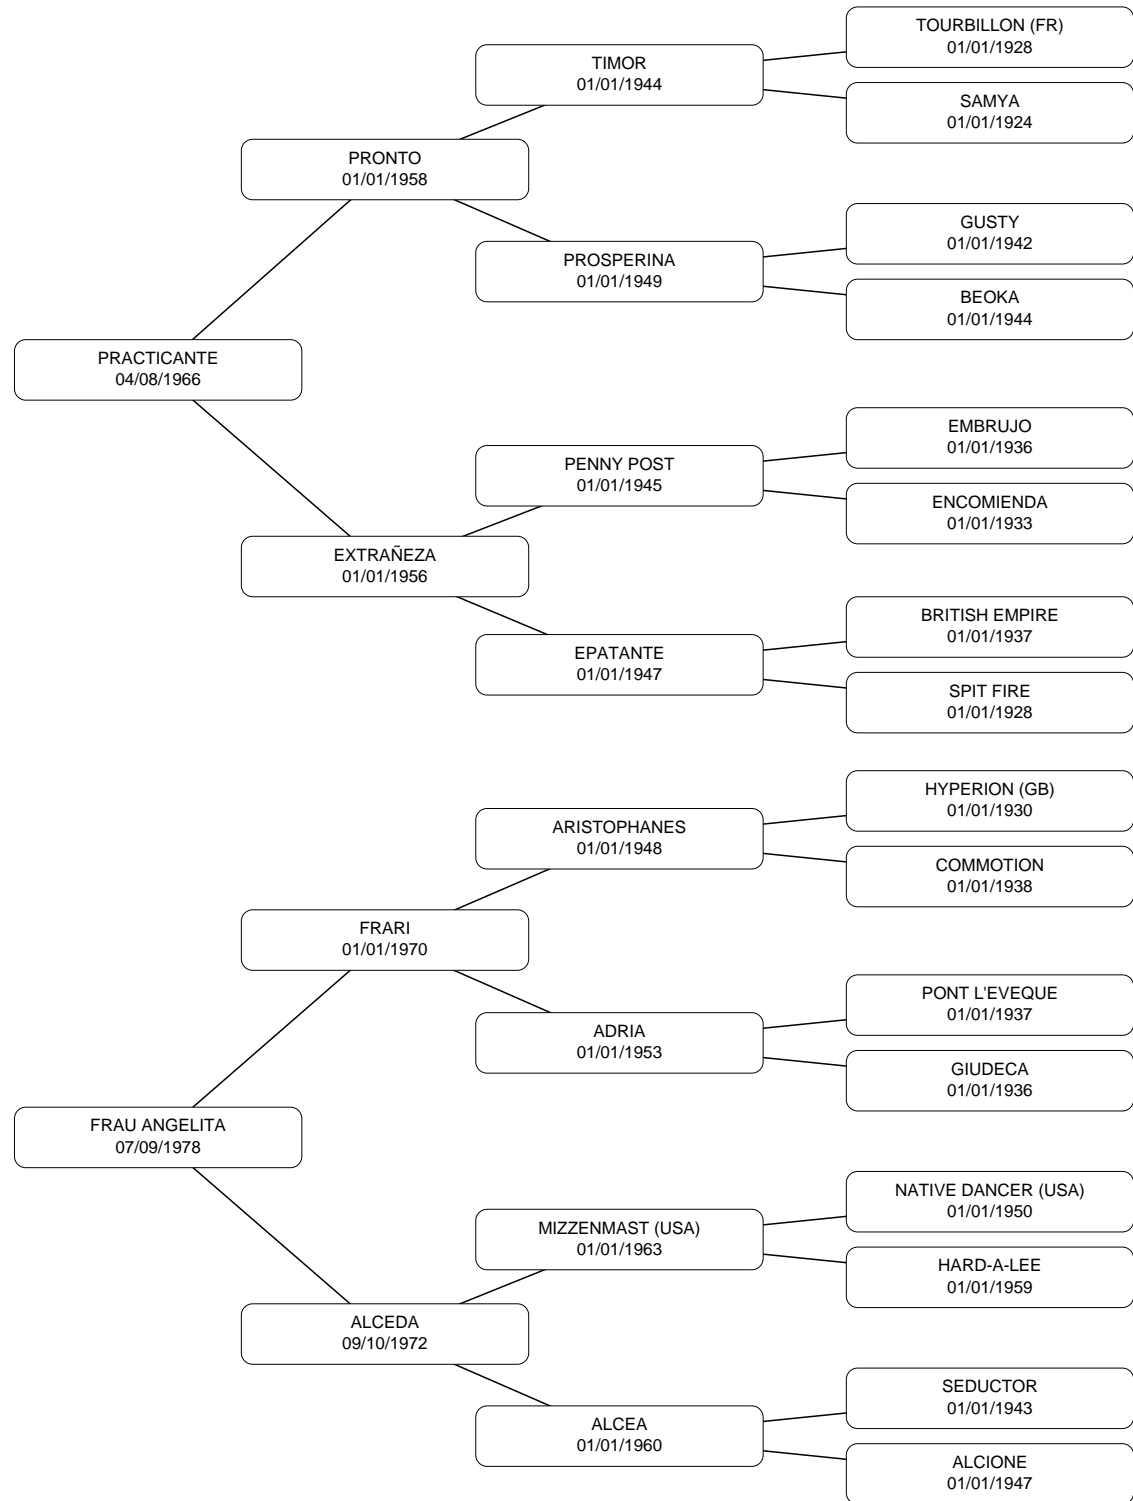 TOURBILLON (FR)
01/01/1928
TIMOR
01/01/1944
SAMYA
01/01/1924
PRONTO
01/01/1958
GUSTY
01/01/1942
PROSPERINA
01/01/1949
BEOKA
01/01/1944
PRACTICANTE
04/08/1966
EMBRUJO
01/01/1936
PENNY POST
01/01/1945
ENCOMIENDA
01/01/1933
EXTRAÑEZA
01/01/1956
BRITISH EMPIRE
01/01/1937
EPATANTE
01/01/1947
SPIT FIRE
01/01/1928
HYPERION (GB)
01/01/1930
ARISTOPHANES
01/01/1948
COMMOTION
01/01/1938
FRARI
01/01/1970
PONT L'EVEQUE
01/01/1937
ADRIA
01/01/1953
GIUDECA
01/01/1936
FRAU ANGELITA
07/09/1978
NATIVE DANCER (USA)
01/01/1950
MIZZENMAST (USA)
01/01/1963
HARD-A-LEE
01/01/1959
ALCEDA
09/10/1972
SEDUCTOR
01/01/1943
ALCEA
01/01/1960
ALCIONE
01/01/1947